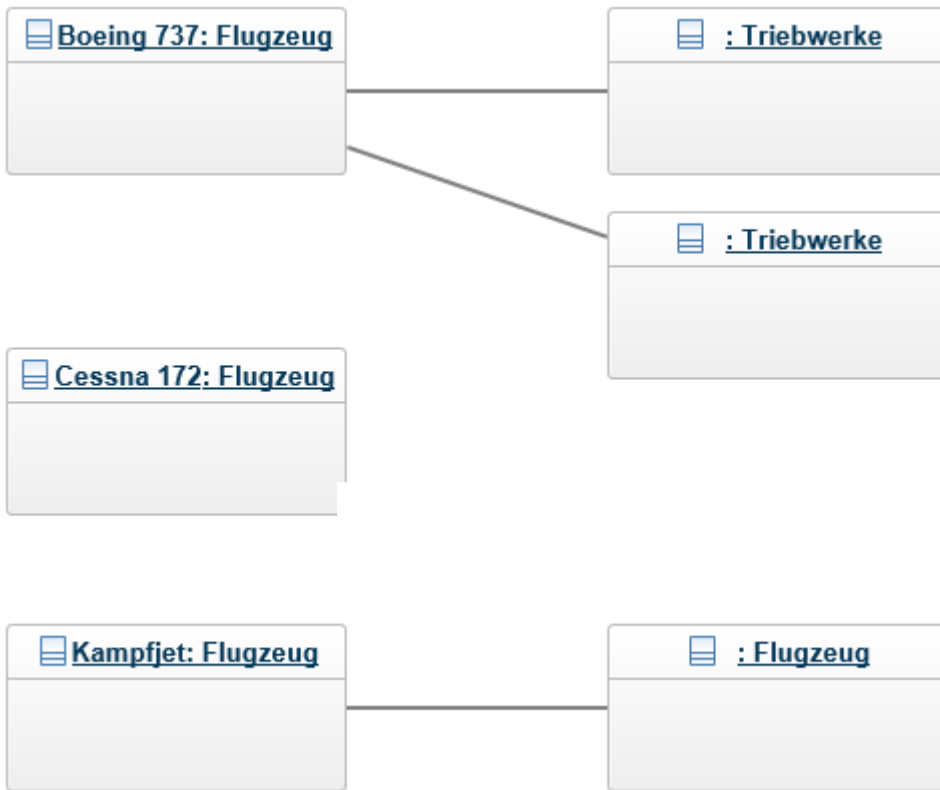 Boeing 737: Flugzeug
: Triebwerke
: Triebwerke
Cessna 172: Flugzeug
Kampfjet: Flugzeug
: Flugzeug